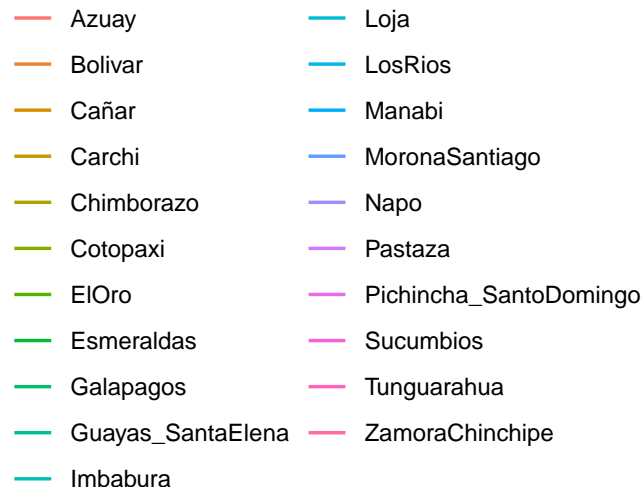 Azuay
Bolivar
Cañar
Carchi
Chimborazo
Cotopaxi
ElOro
Esmeraldas
Galapagos
Guayas_SantaElena
Imbabura
Loja
LosRios
Manabi
MoronaSantiago
Napo
Pastaza
Pichincha_SantoDomingo
Sucumbios
Tunguarahua
ZamoraChinchipe